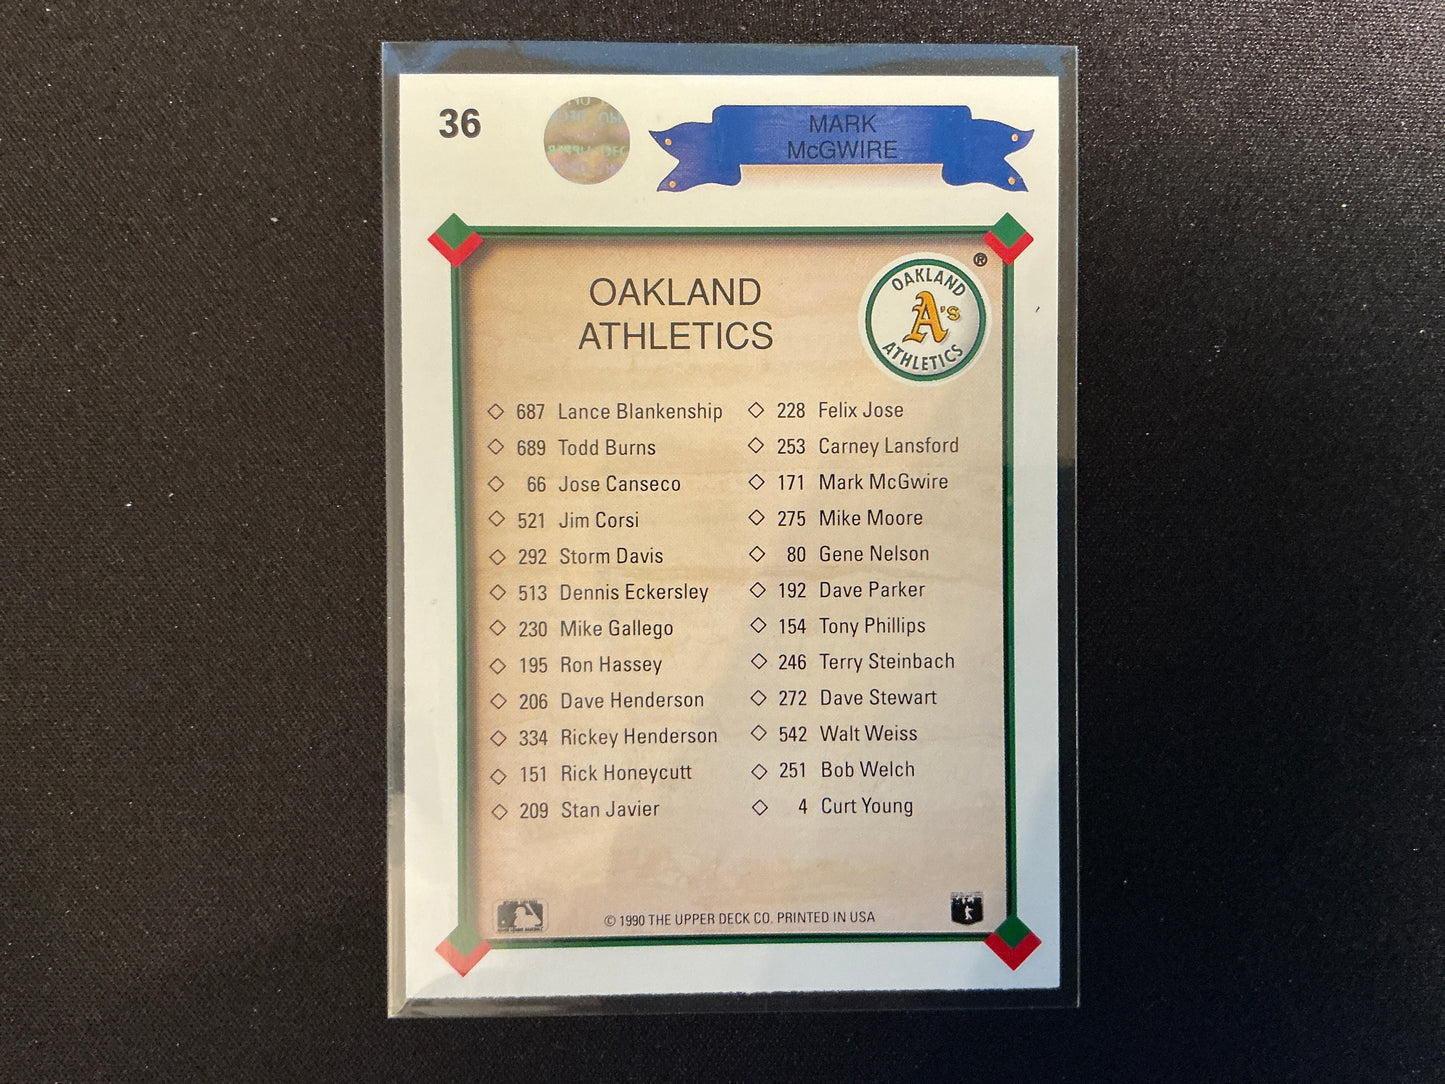 36
MARK
McGWIRE
OAKLAND
ATHLETICS
®
OAKLAND
A's
ATHLETICS
687 Lance Blankenship
689 Todd Burns
66 Jose Canseco
521 Jim Corsi
292 Storm Davis
513 Dennis Eckersley
230 Mike Gallego
195 Ron Hassey
206 Dave Henderson
334 Rickey Henderson
151 Rick Honeycutt
209 Stan Javier
228 Felix Jose
253 Carney Lansford
171 Mark McGwire
275 Mike Moore
80 Gene Nelson
192 Dave Parker
154 Tony Phillips
246 Terry Steinbach
272 Dave Stewart
542 Walt Weiss
251 Bob Welch
4 Curt Young
© 1990 THE UPPER DECK CO. PRINTED IN USA